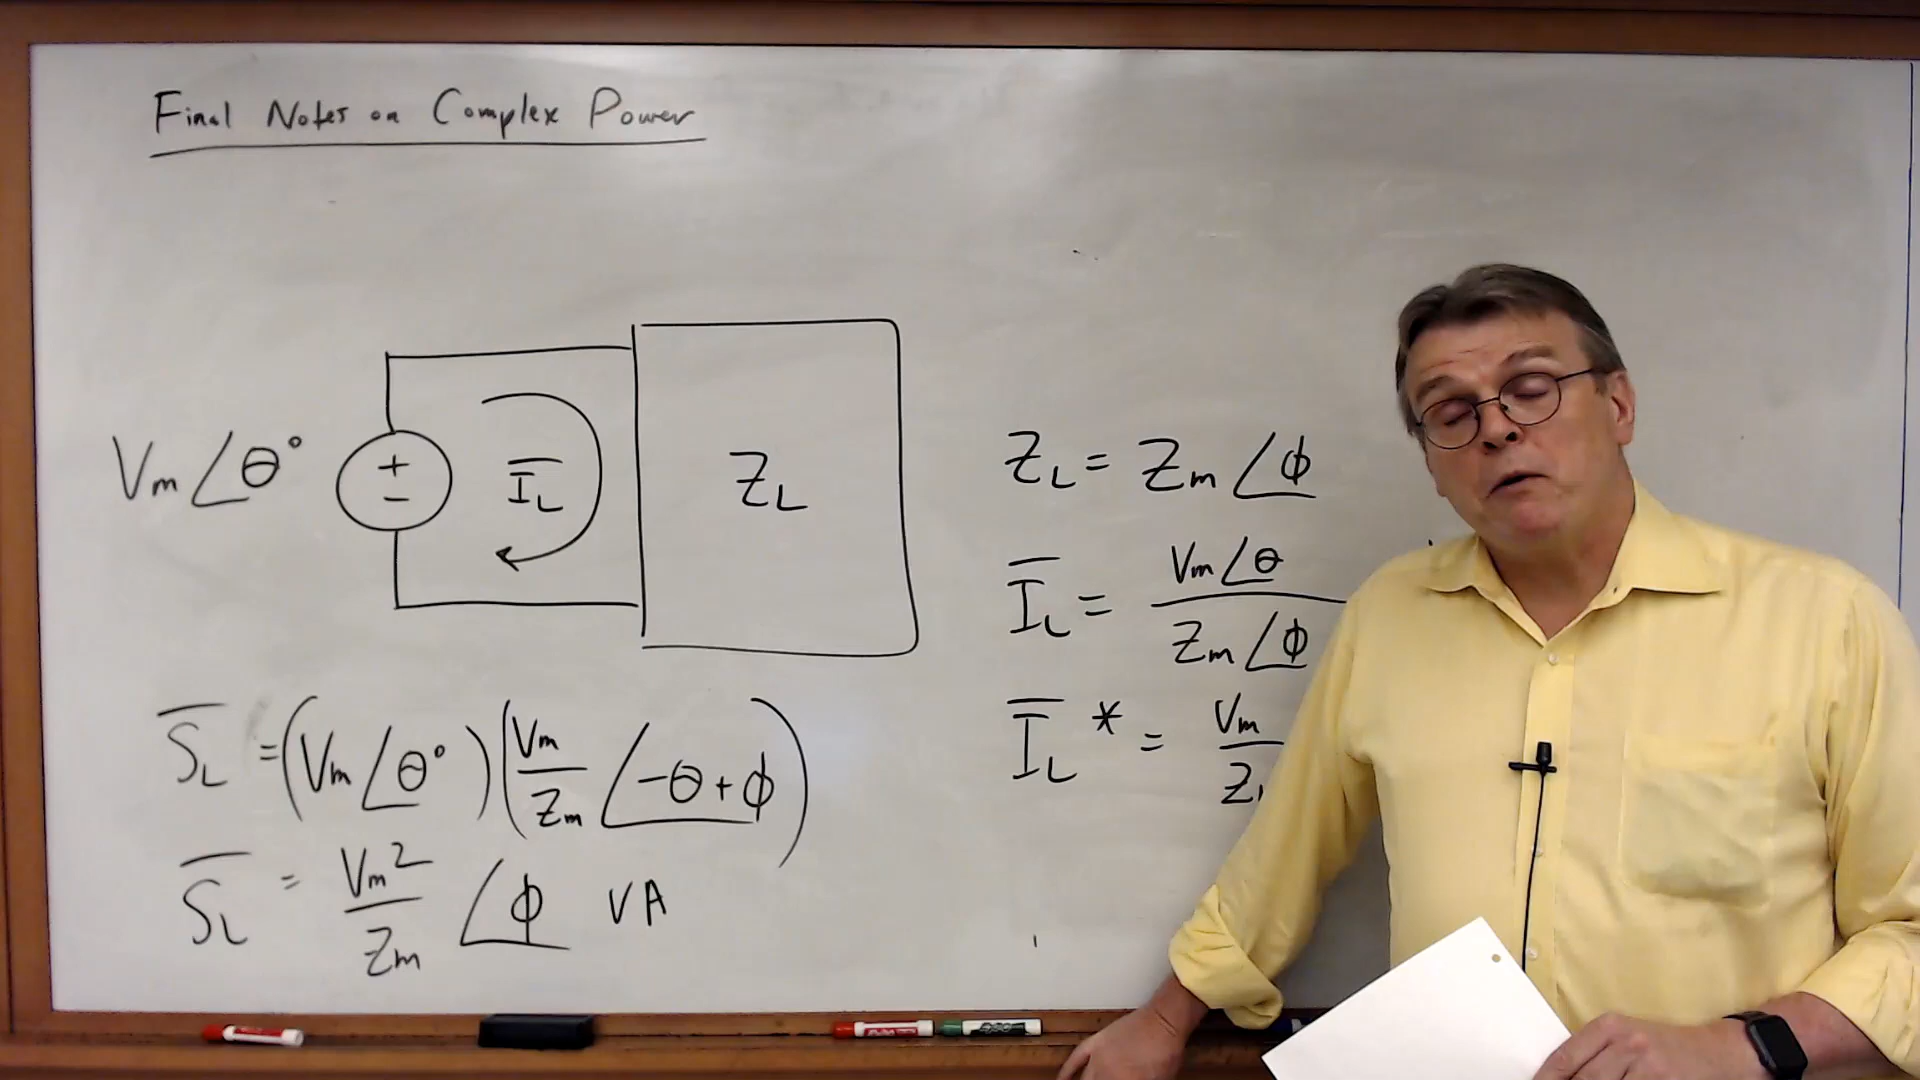 Final Notes on Complex Power
Vm∠θ°
+
−
I̅L
ZL
ZL = Zm∠ϕ
I̅L = Vm∠θ / Zm∠ϕ
I̅L* = Vm / Z
S̅L = (Vm∠θ°)(Vm/Zm ∠−θ+ϕ)
S̅L = Vm²/Zm ∠ϕ VA